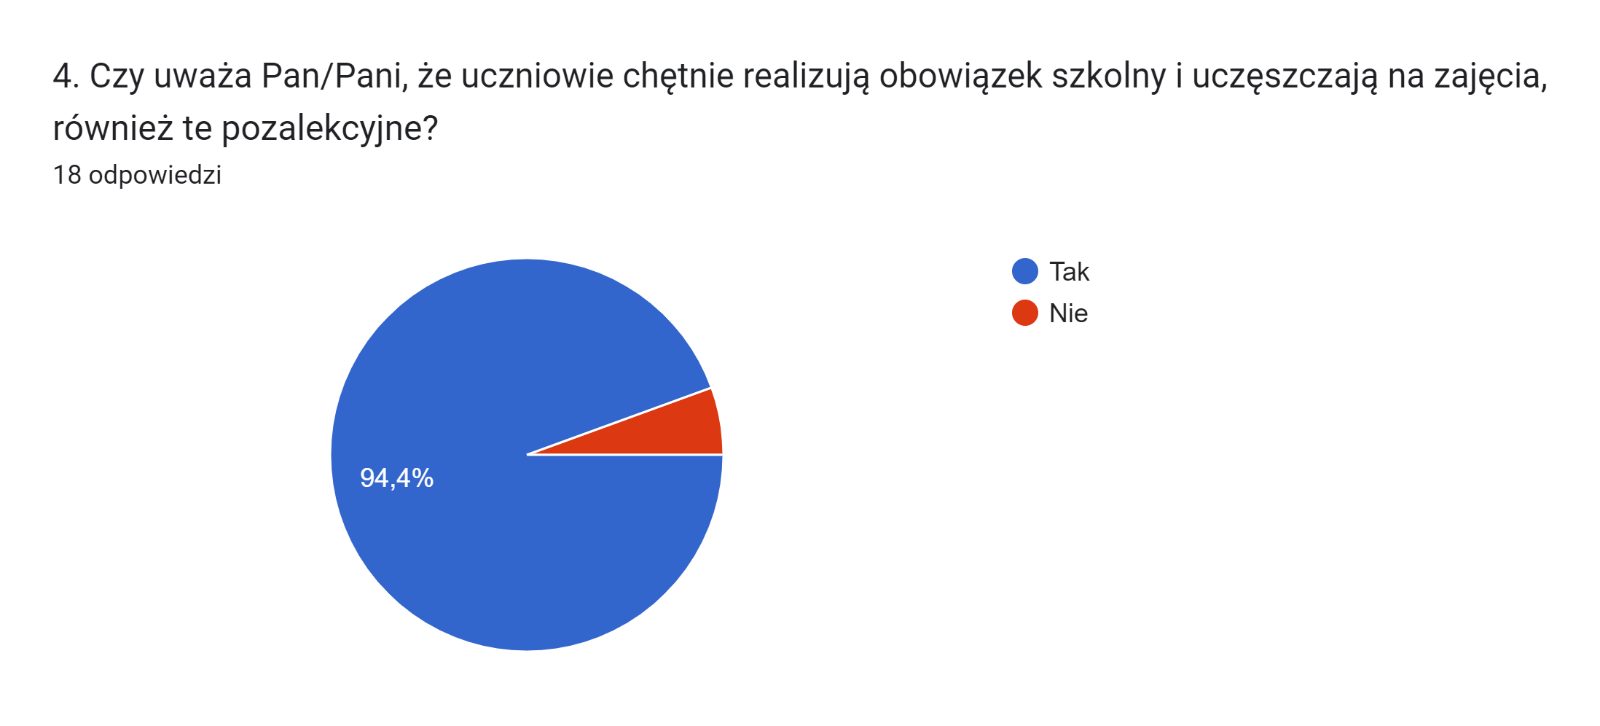 4. Czy uważa Pan/Pani, że uczniowie chętnie realizują obowiązek szkolny i uczęszczają na zajęcia,
również te pozalekcyjne?
18 odpowiedzi
Tak
Nie
94,4%